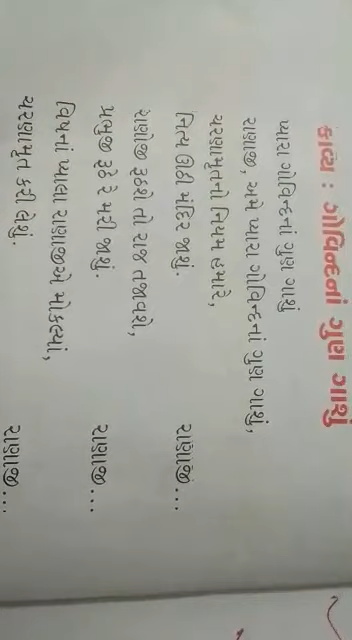 કાવ્ય : ગોવિન્દનાં ગુણ ગાશું
પ્યારા ગોવિન્દનાં ગુણ ગાશું
રાણાજી, અમે પ્યારા ગોવિન્દનાં ગુણ ગાશું,
ચરણામૃતનો નિયમ હમારે,
નિત્ય ઊઠી મંદિર જાશું. રાણાજી...
રાણોજી રૂઠશે તો રાજ તજાવશે,
પ્રભુજી રૂઠે રે મરી જાશું. રાણાજી...
વિષનાં પ્યાલા રાણાજીએ મોકલ્યાં,
ચરણામૃત કરી લેશું. રાણાજી...